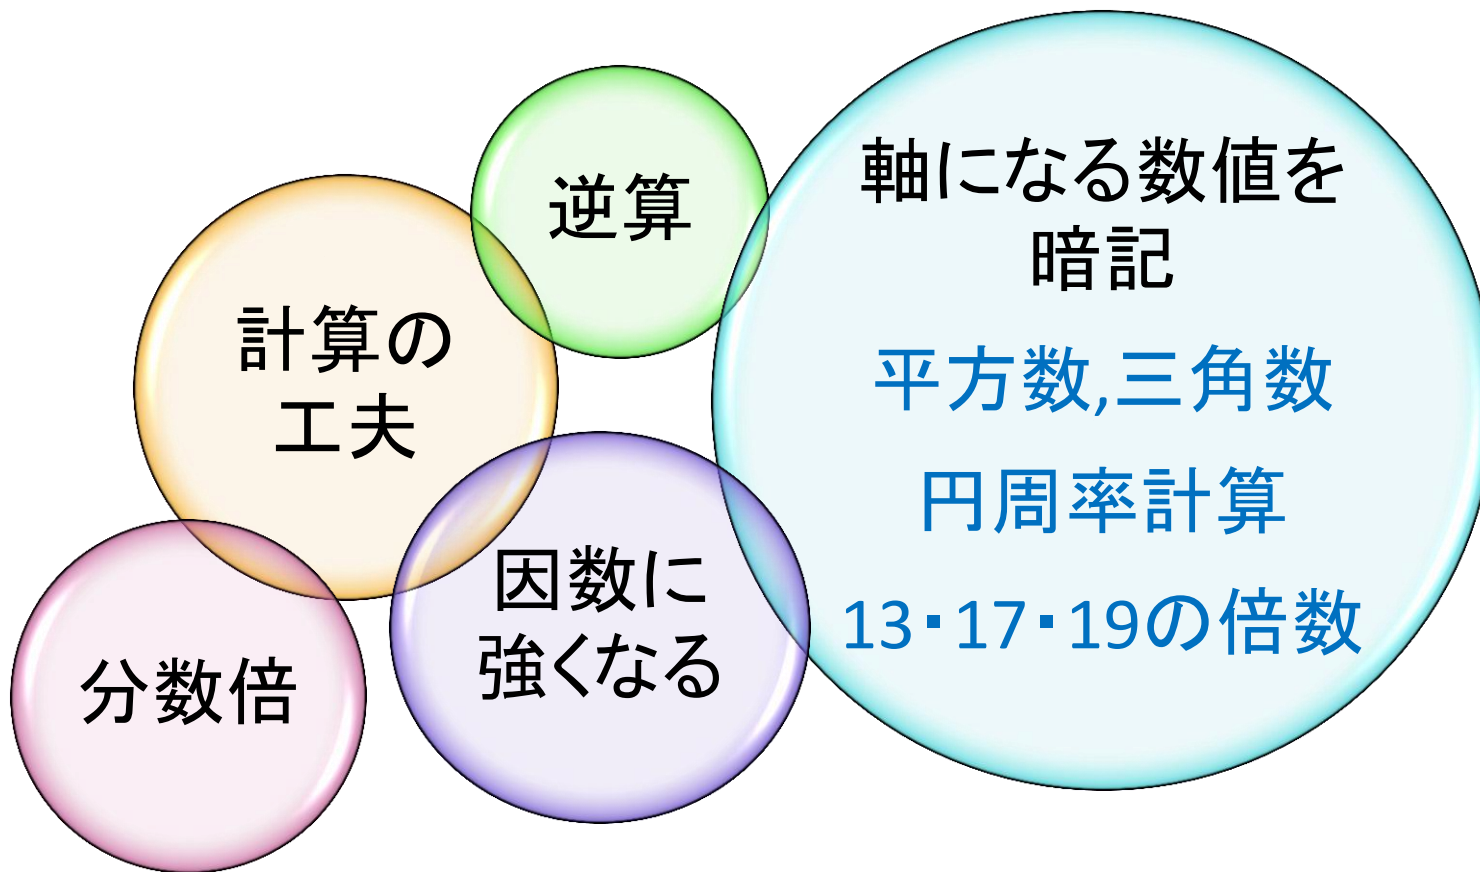 逆算
計算の
工夫
分数倍
因数に
強くなる
軸になる数値を
暗記
平方数,三角数
円周率計算
13・17・19の倍数